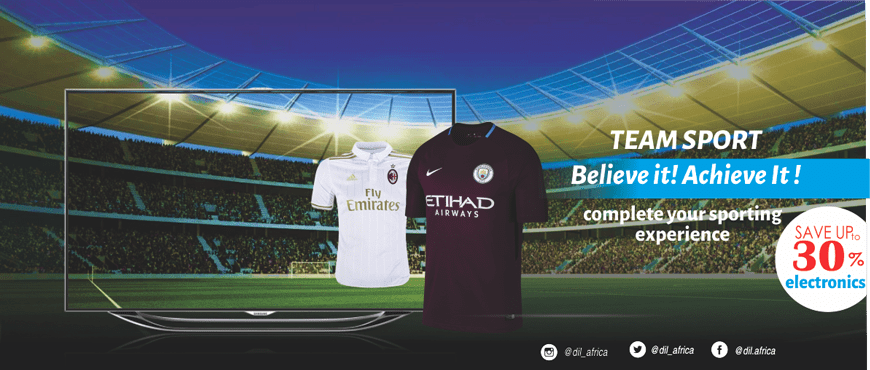 TEAM SPORT
Believe it! Achieve It !
complete your sporting
experience
SAVE UP to
30 %
electronics
Fly
Emirates
ETIHAD
AIRWAYS
SAMSUNG
@dil_africa
@dil_africa
@dil.africa